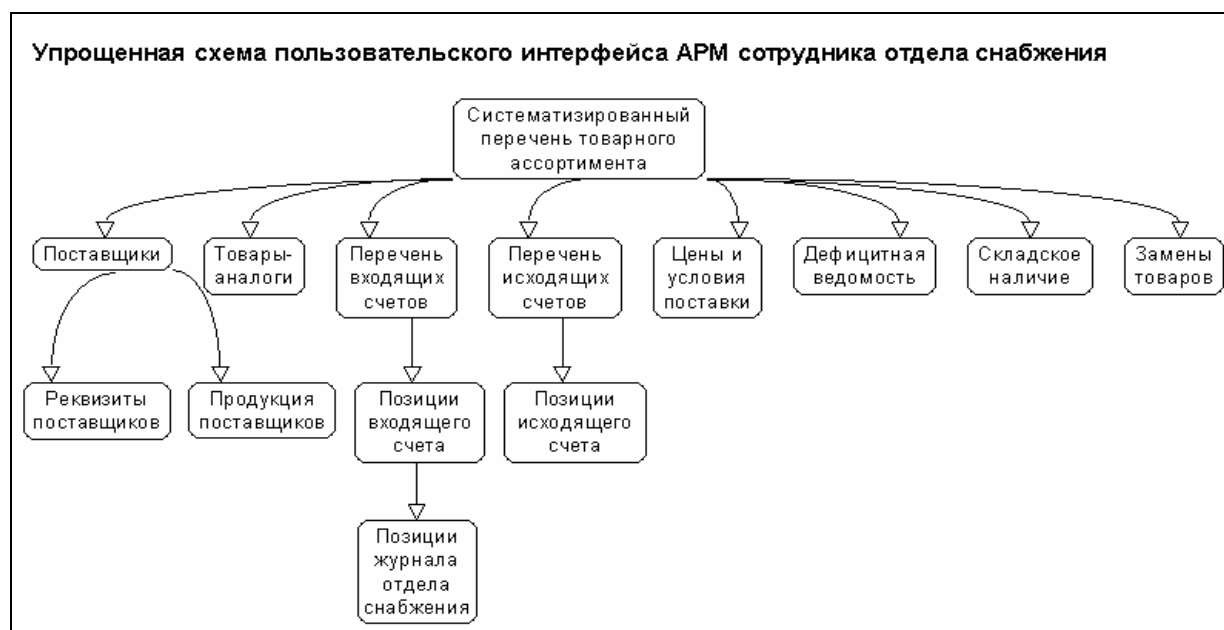 Упрощенная схема пользовательского интерфейса АРМ сотрудника отдела снабжения
Систематизированный
перечень товарного
ассортимента
Поставщики
Товары-
аналоги
Перечень
входящих
счетов
Перечень
исходящих
счетов
Цены и
условия
поставки
Дефицитная
ведомость
Складское
наличие
Замены
товаров
Реквизиты
поставщиков
Продукция
поставщиков
Позиции
входящего
счета
Позиции
исходящего
счета
Позиции
журнала
отдела
снабжения